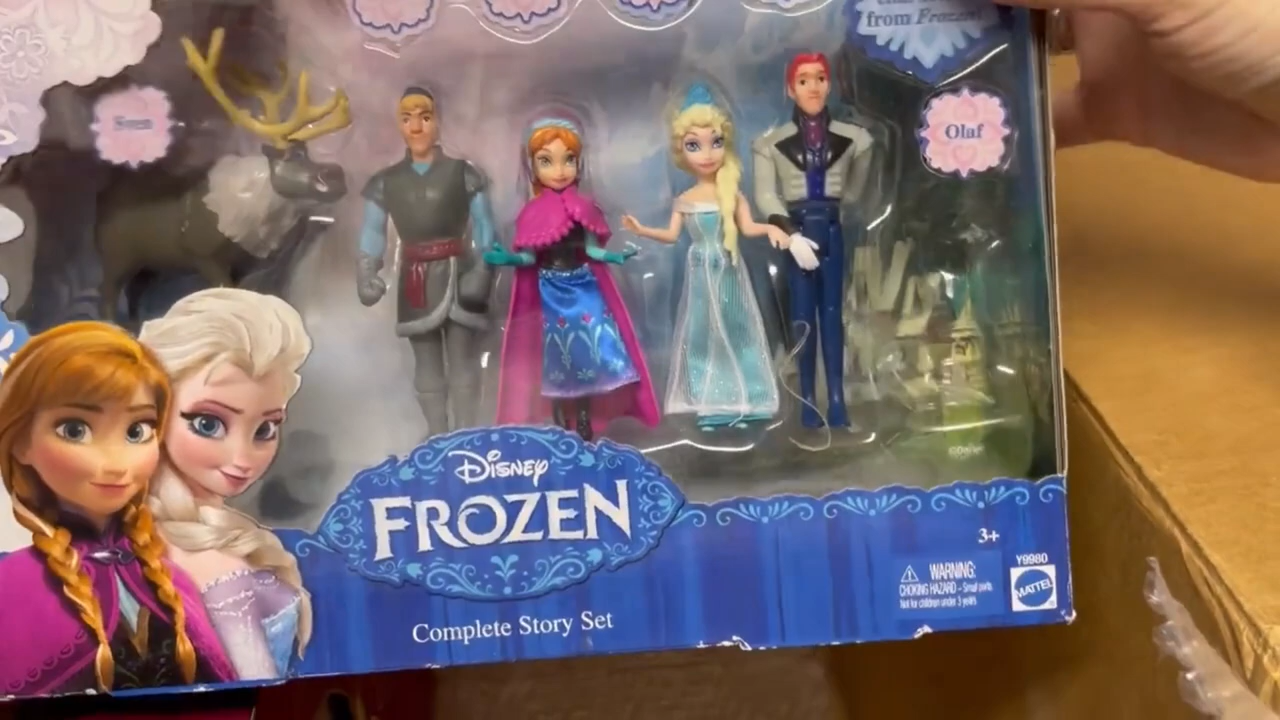 from Frozen!
Sven
Olaf
©Disney
Disney
FROZEN
Complete Story Set
3+
Y9980
WARNING:
CHOKING HAZARD - Small parts
Not for children under 3 years
MATTEL